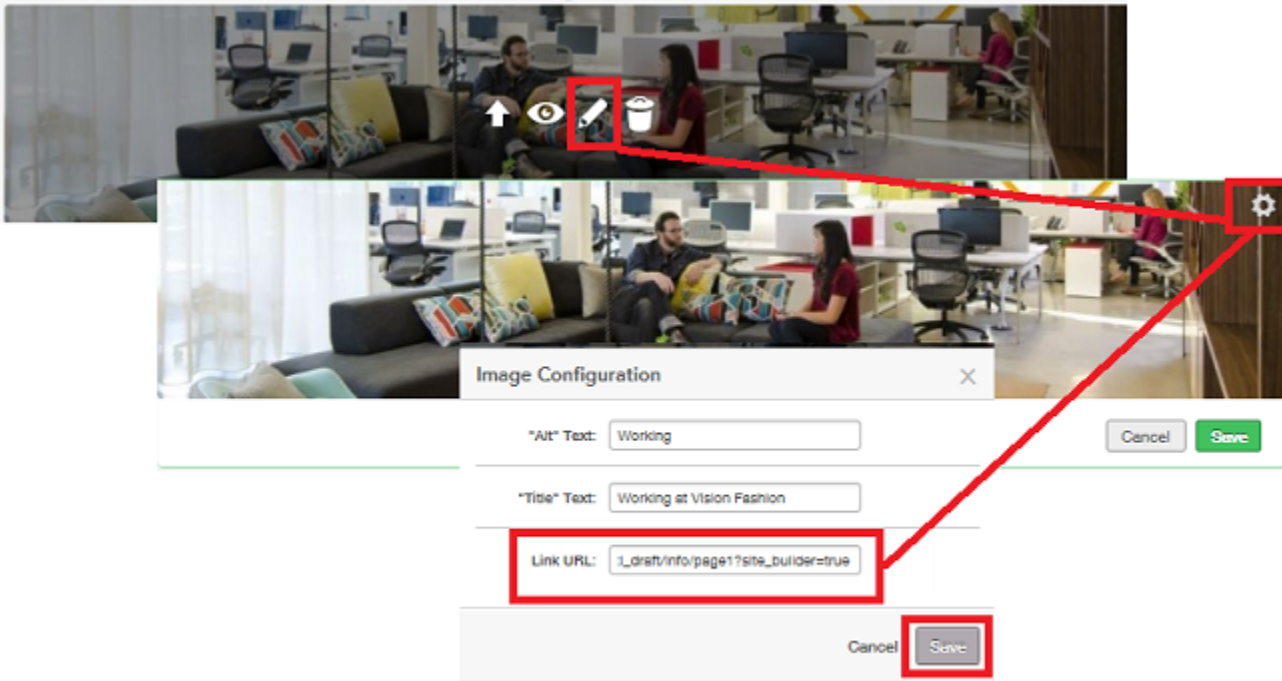 Image Configuration
"Alt" Text: Working
Cancel Save
"Title" Text: Working at Vision Fashion
Link URL: :l_draft/info/page1?site_builder=true
Cancel Save